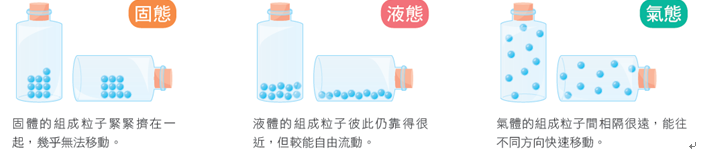 固態
液態
氣態
固體的組成粒子緊緊擠在一
起，幾乎無法移動。
液體的組成粒子彼此仍靠得很
近，但較能自由流動。
氣體的組成粒子間相隔很遠，能往
不同方向快速移動。